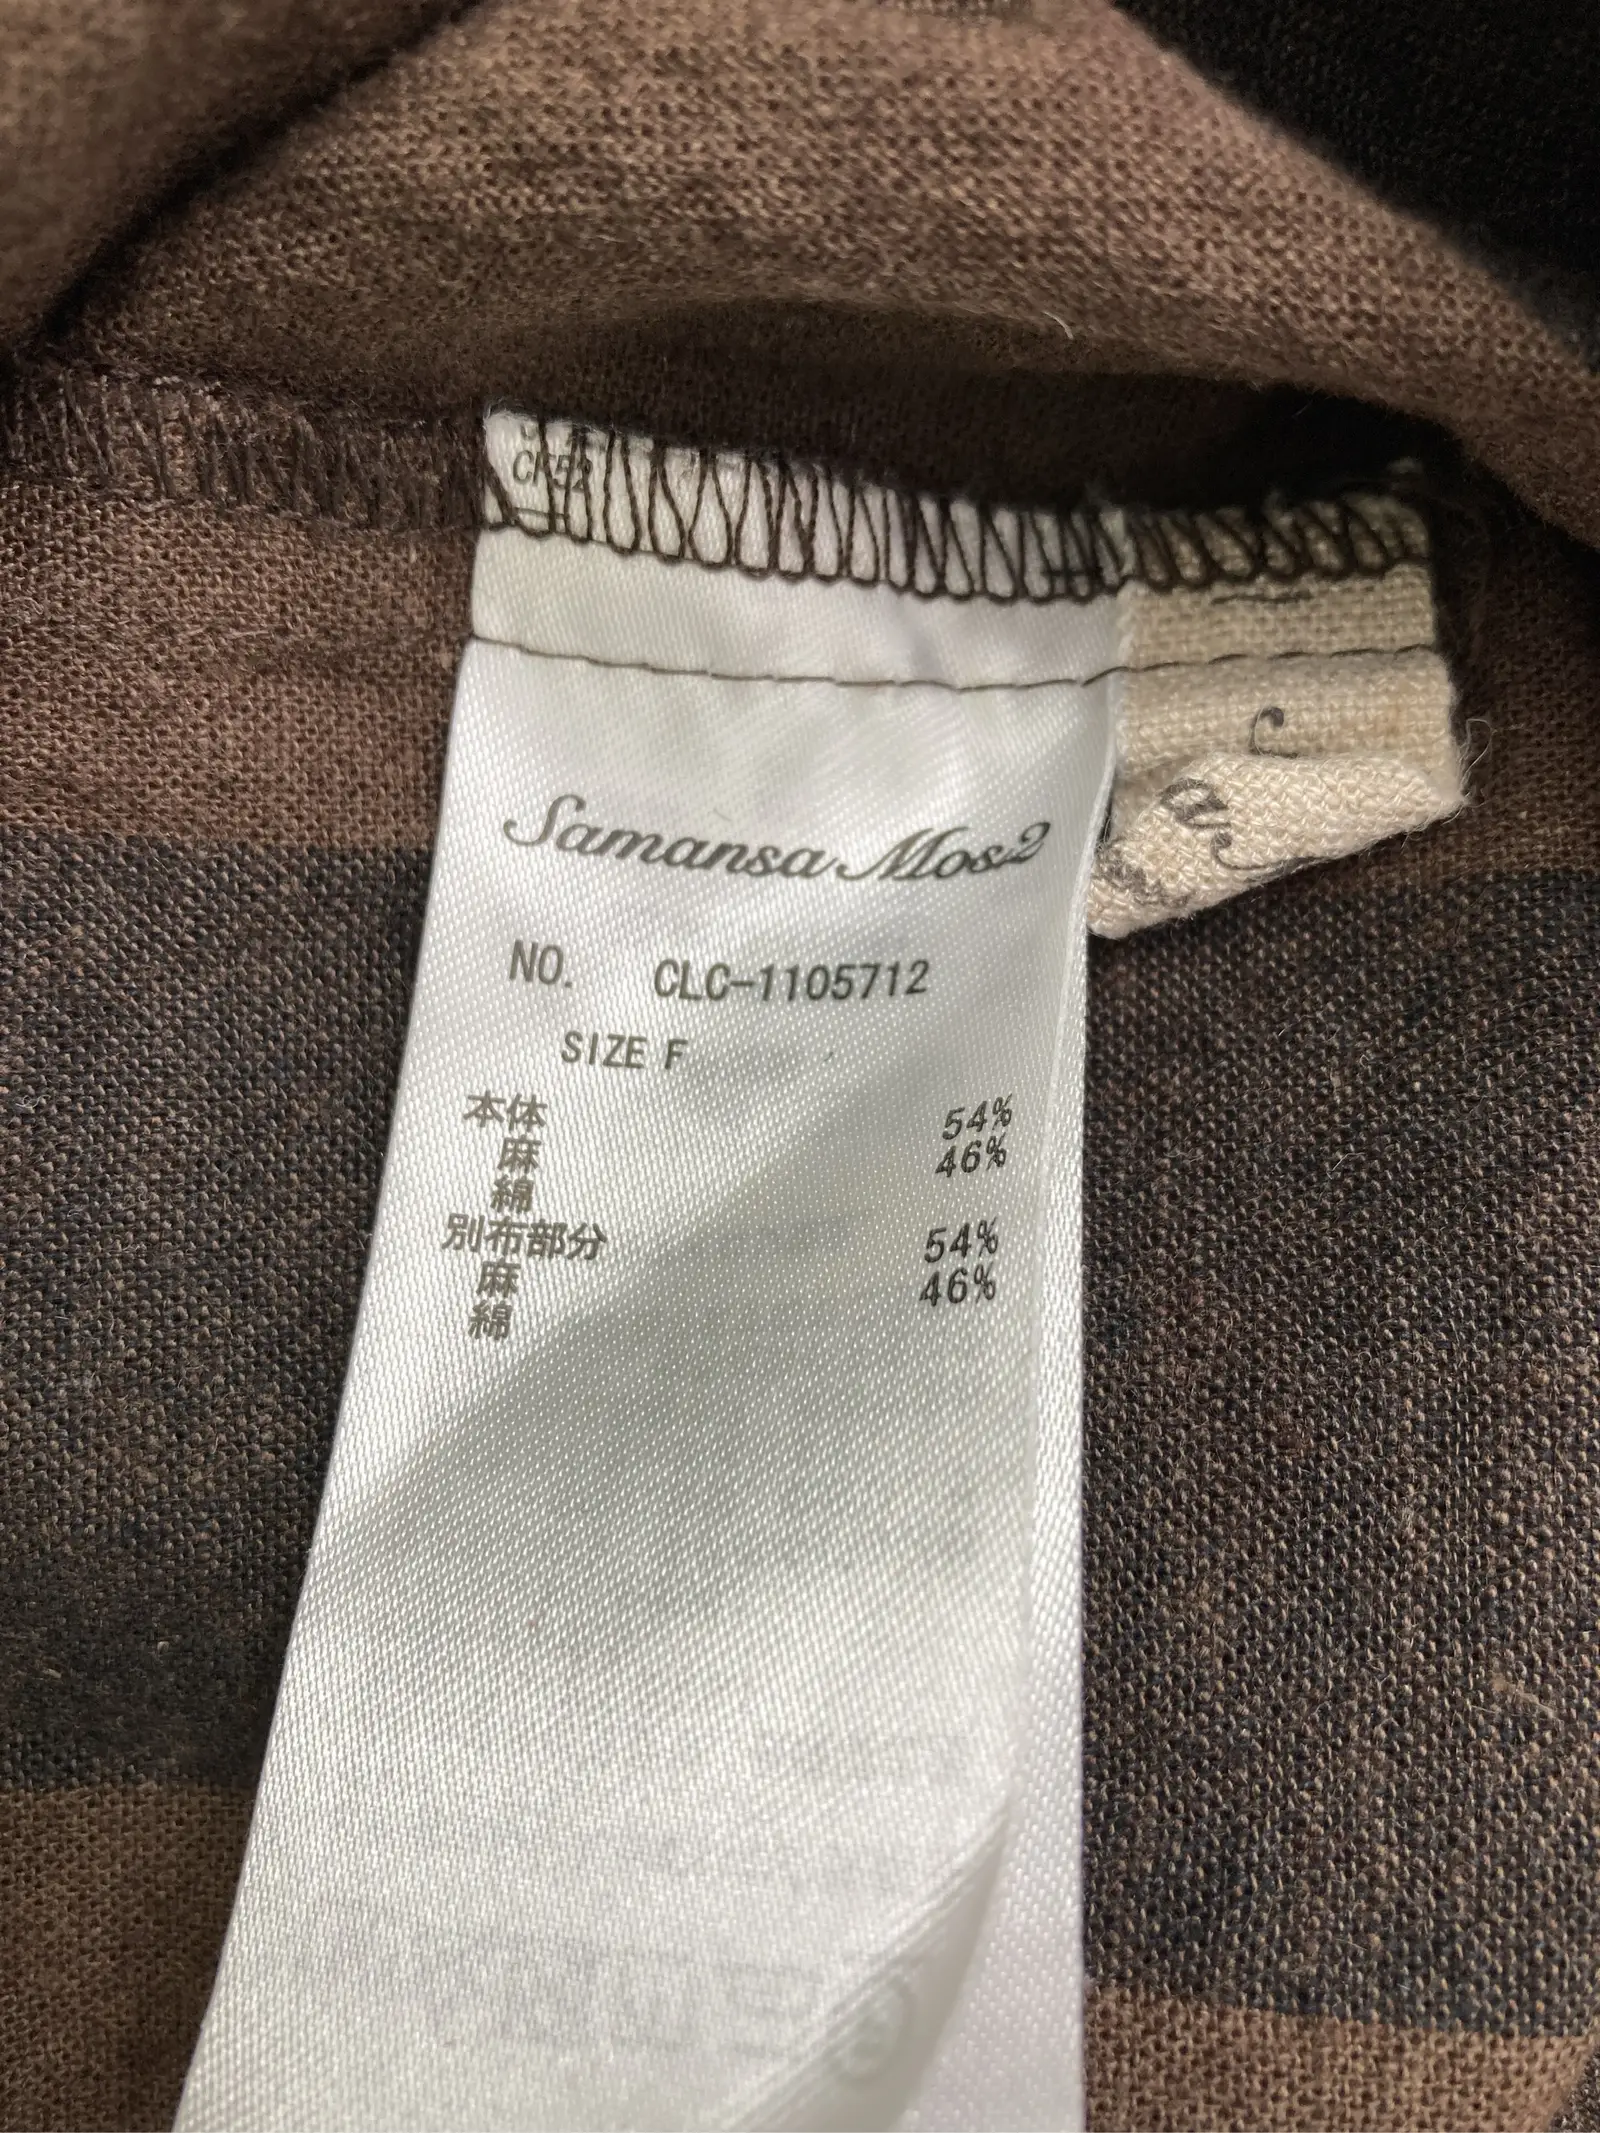 CF52
Samansa Mos2
NO. CLC-1105712
SIZE F
本体
麻 54%
綿 46%
別布部分
麻 54%
綿 46%